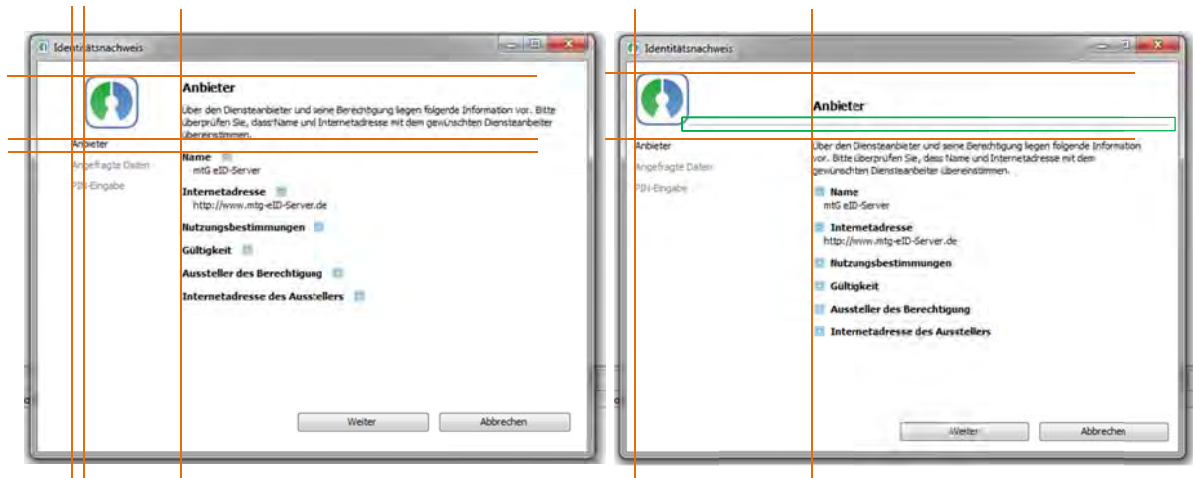 Identitätsnachweis
Anbieter
Über den Diensteanbieter und seine Berechtigung liegen folgende Information vor. Bitte
überprüfen Sie, dass Name und Internetadresse mit dem gewünschten Diensteanbeiter
übereinstimmen.
Anbieter
Angefragte Daten
PIN-Eingabe
Name
mtG eID-Server
Internetadresse
http://www.mtg-eID-Server.de
Nutzungsbestimmungen
Gültigkeit
Aussteller des Berechtigung
Internetadresse des Ausstellers
Weiter
Abbrechen
Identitätsnachweis
Anbieter
Anbieter
Angefragte Daten
PIN-Eingabe
Über den Diensteanbieter und seine Berechtigung liegen folgende Information
vor. Bitte überprüfen Sie, dass Name und Internetadresse mit dem
gewünschten Diensteanbieter übereinstimmen.
Name
mtG eID-Server
Internetadresse
http://www.mtg-eID-Server.de
Nutzungsbestimmungen
Gültigkeit
Aussteller des Berechtigung
Internetadresse des Ausstellers
Weiter
Abbrechen